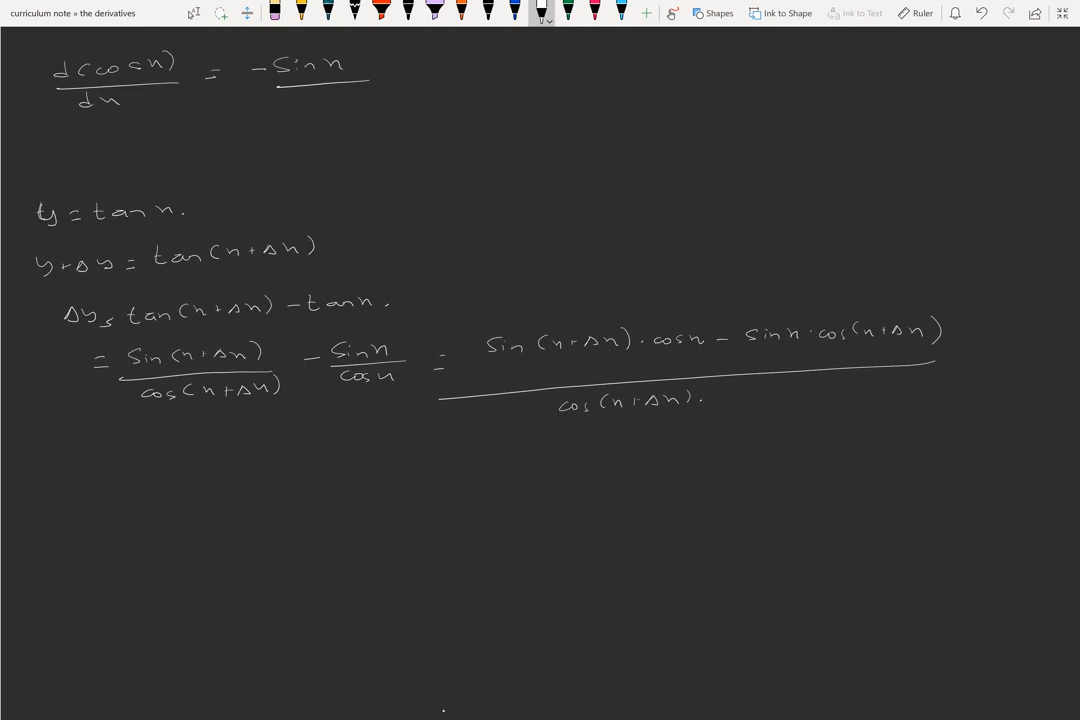 curriculum note » the derivatives
Shapes
Ink to Shape
Ink to Text
Ruler
d(cos x)/dx = - sin x
y = tan x.
y + Δy = tan(x + Δx)
Δy = tan(x + Δx) - tan x.
= sin(x + Δx)/cos(x + Δx) - sin x/cos x = sin(x + Δx) · cos x - sin x · cos(x + Δx)/cos(x + Δx) ·